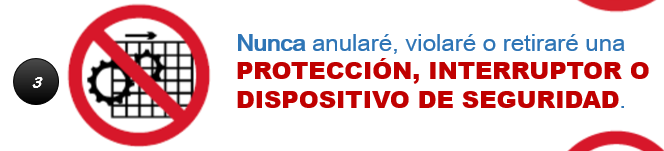 3
Nunca anularé, violaré o retiraré una
PROTECCIÓN, INTERRUPTOR O
DISPOSITIVO DE SEGURIDAD.